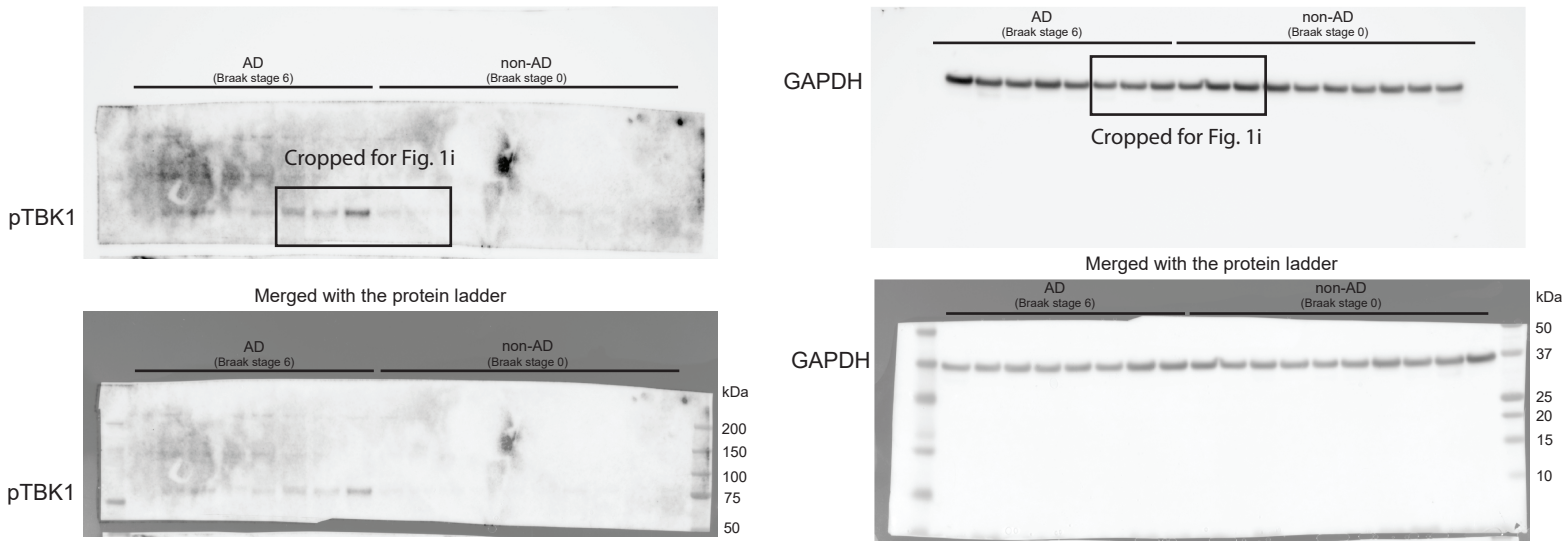 AD
(Braak stage 6)
non-AD
(Braak stage 0)
Cropped for Fig. 1i
pTBK1
AD
(Braak stage 6)
non-AD
(Braak stage 0)
GAPDH
Cropped for Fig. 1i
Merged with the protein ladder
AD
(Braak stage 6)
non-AD
(Braak stage 0)
kDa
200
150
100
75
50
pTBK1
Merged with the protein ladder
AD
(Braak stage 6)
non-AD
(Braak stage 0)
kDa
50
37
25
20
15
10
GAPDH